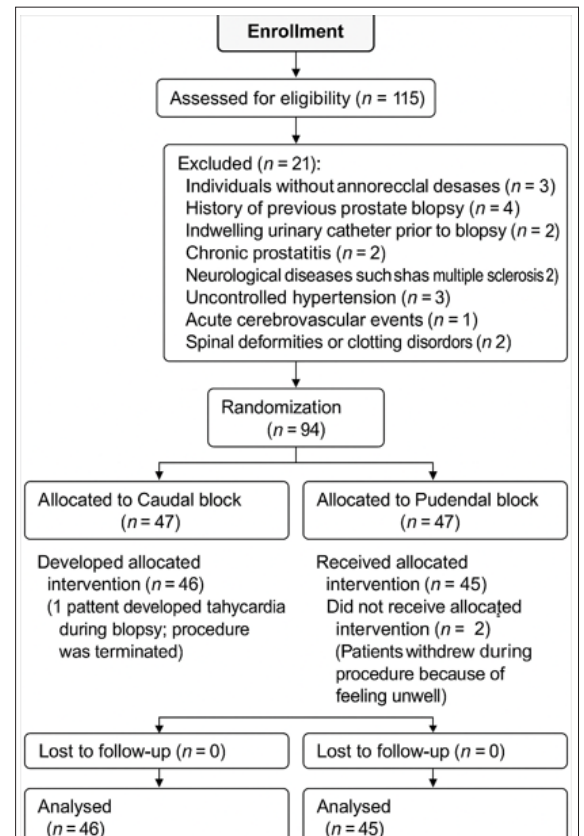 Enrollment
Assessed for eligibility (n = 115)
Excluded (n = 21):
Individuals without annorecclal desases (n = 3)
History of previous prostate blopsy (n = 4)
Indwelling urinary catheter prior to biopsy (n = 2)
Chronic prostatitis (n = 2)
Neurological diseases such shas multiple sclerosis 2)
Uncontrolled hypertension (n = 3)
Acute cerebrovascular events (n = 1)
Spinal deformities or clotting disdors (n 2)
Randomization
(n = 94)
Allocated to Caudal block
(n = 47)
Developed allocated
intervention (n = 46)
(1 pattent developed tahycardia
during biopsy; procedure
was terminated)
Allocated to Pudendal block
(n = 47)
Received allocated
intervention (n = 45)
Did not receive allocated
intervention (n = 2)
(Patients withdrew during
procedure because of
feeling unwell)
Lost to follow-up (n = 0)
Lost to follow-up (n = 0)
Analysed
(n = 46)
Analysed
(n = 45)